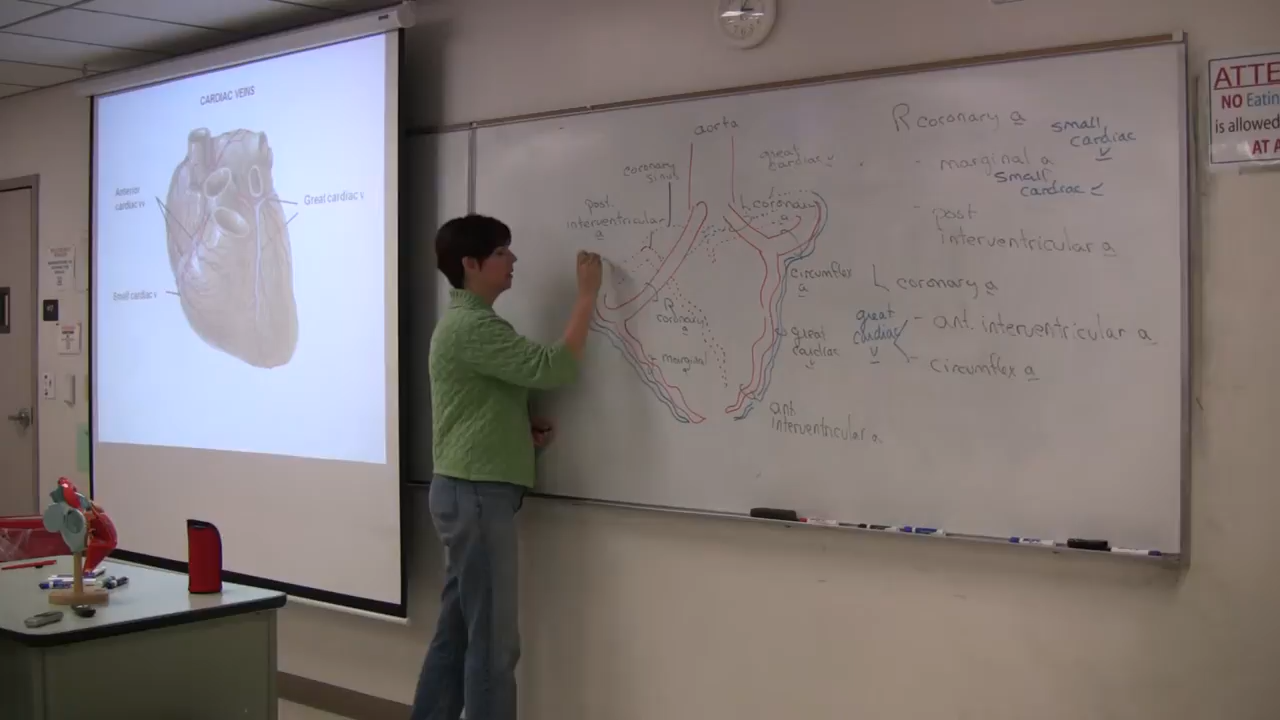 CARDIAC VEINS
Anterior
cardiac vv
Great cardiac v
Small cardiac v
aorta
great
cardiac v
coronary
sinus
post
interventricular
a
L coronary
a
circumflex
a
R
coronary
a
marginal
a
great
cardiac
v
ant.
interventricular a
R coronary a
small
cardiac
v
- marginal a
small
cardiac v
- post
interventricular a
L coronary a
great
cardiac
v
- ant. interventricular a
- circumflex a
ATTE
NO Eatin
is allowed
AT A